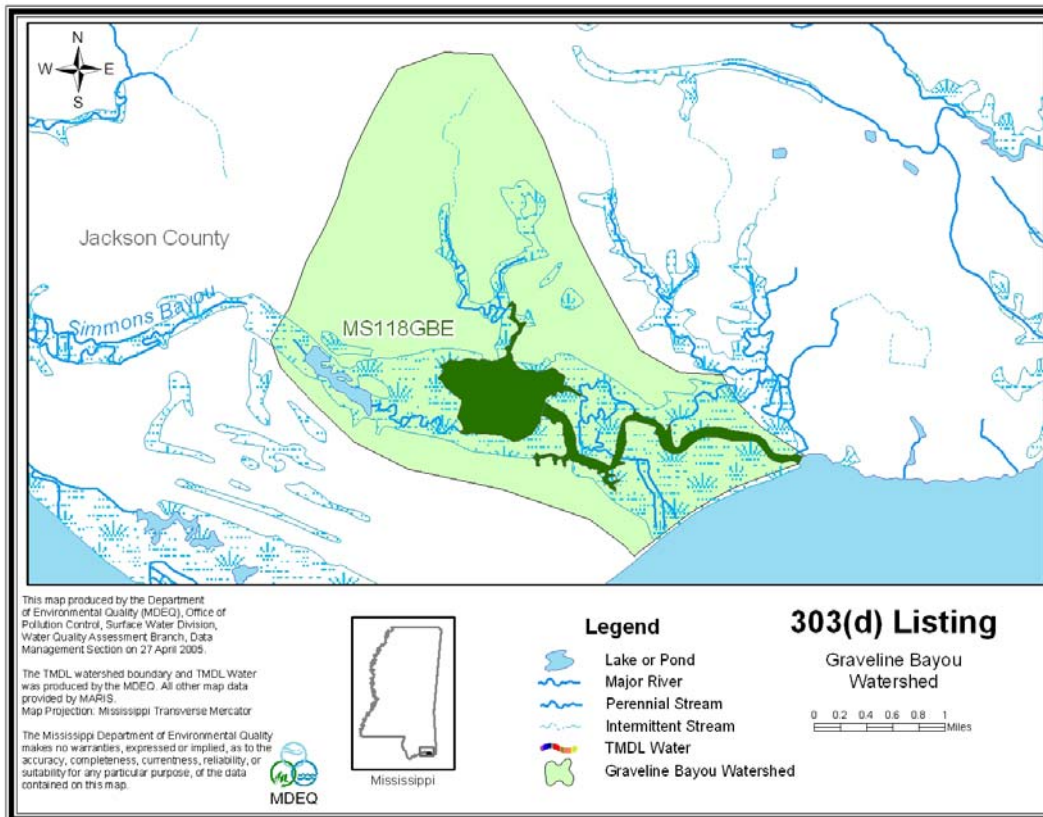 N
W E
S
Jackson County
Simmons Bayou
MS118GBE
This map produced by the Department
of Environmental Quality (MDEQ), Office of
Pollution Control, Surface Water Division,
Water Quality Assessment Branch, Data
Management Section on 27 April 2005.
The TMDL watershed boundary and TMDL Water
was produced by the MDEQ. All other map data
provided by MARIS.
Map Projection: Mississippi Transverse Mercator
The Mississippi Department of Environmental Quality
makes no warranties, expressed or implied, as to the
accuracy, completeness, currentness, reliability, or
suitability for any particular purpose, of the data
contained on this map.
MDEQ
Mississippi
Legend
Lake or Pond
Major River
Perennial Stream
Intermittent Stream
TMDL Water
Graveline Bayou Watershed
303(d) Listing
Graveline Bayou
Watershed
0 0.2 0.4 0.6 0.8 1
Miles